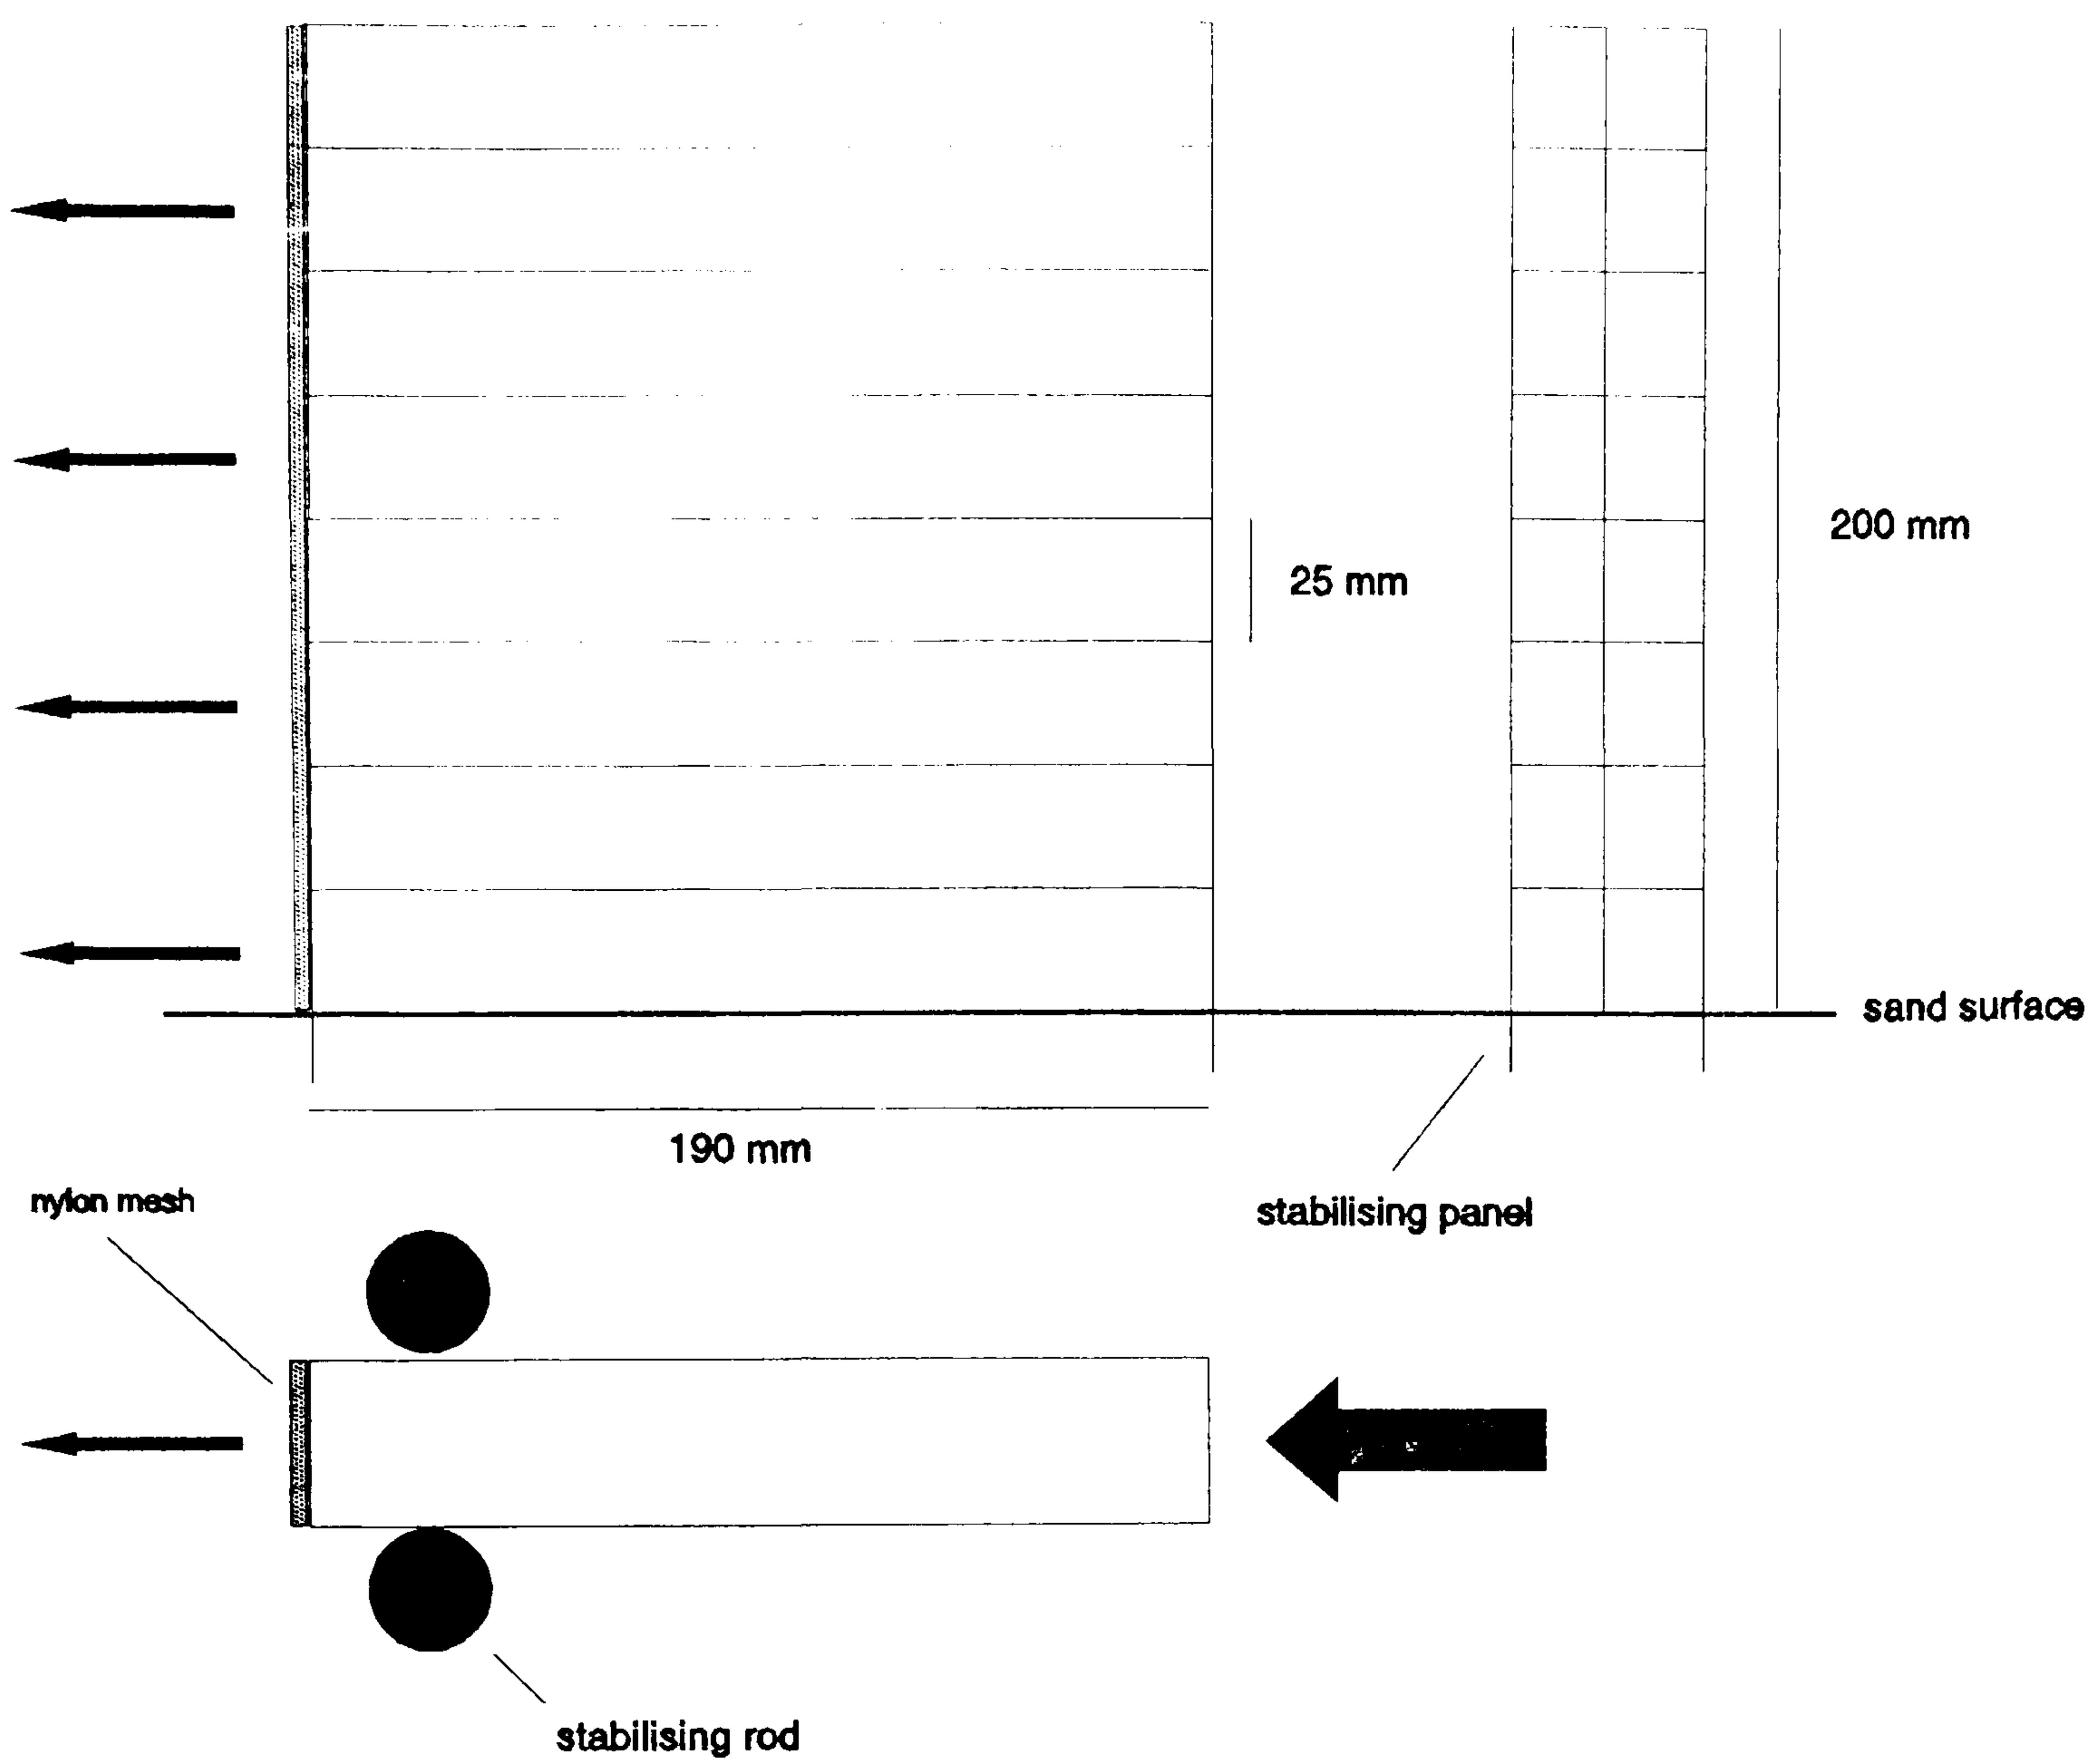 200 mm
25 mm
sand surface
190 mm
nylon mesh
stabilising panel
stabilising rod